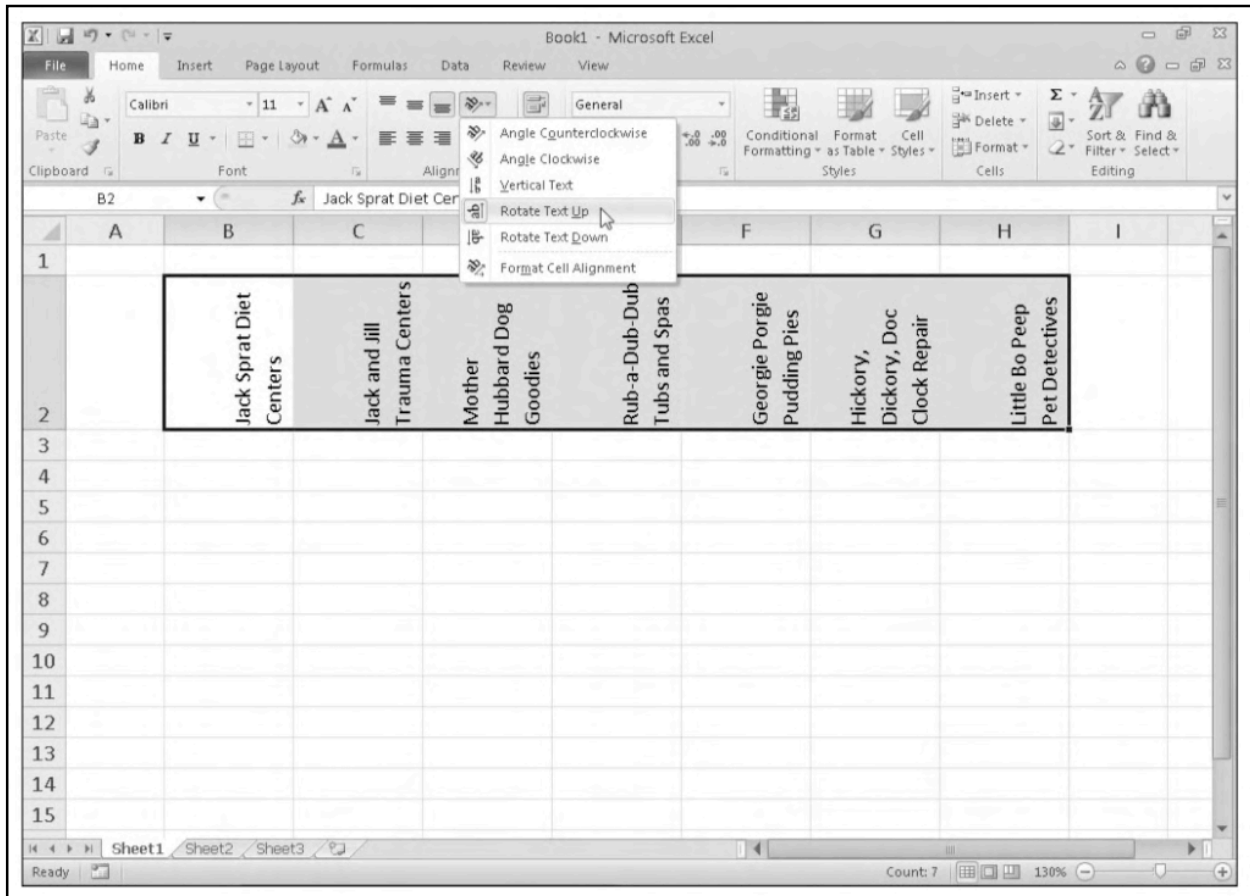 Book1 - Microsoft Excel
File Home Insert Page Layout Formulas Data Review View
Calibri 11 A A General
Insert Σ
Delete
Paste B I U A .00 .00 Conditional Format Cell Format Sort & Find &
Formatting as Table Styles Filter Select
Clipboard Font Alignr Styles Cells Editing
Angle Counterclockwise
Angle Clockwise
Vertical Text
Rotate Text Up
Rotate Text Down
Format Cell Alignment
B2 fx Jack Sprat Diet Cer
A B C F G H I
1
2
Jack Sprat Diet
Centers
Jack and Jill
Trauma Centers
Mother
Hubbard Dog
Goodies
Rub-a-Dub-Dub
Tubs and Spas
Georgie Porgie
Pudding Pies
Hickory,
Dickory, Doc
Clock Repair
Little Bo Peep
Pet Detectives
3
4
5
6
7
8
9
10
11
12
13
14
15
Sheet1 Sheet2 Sheet3
Ready Count: 7 130%